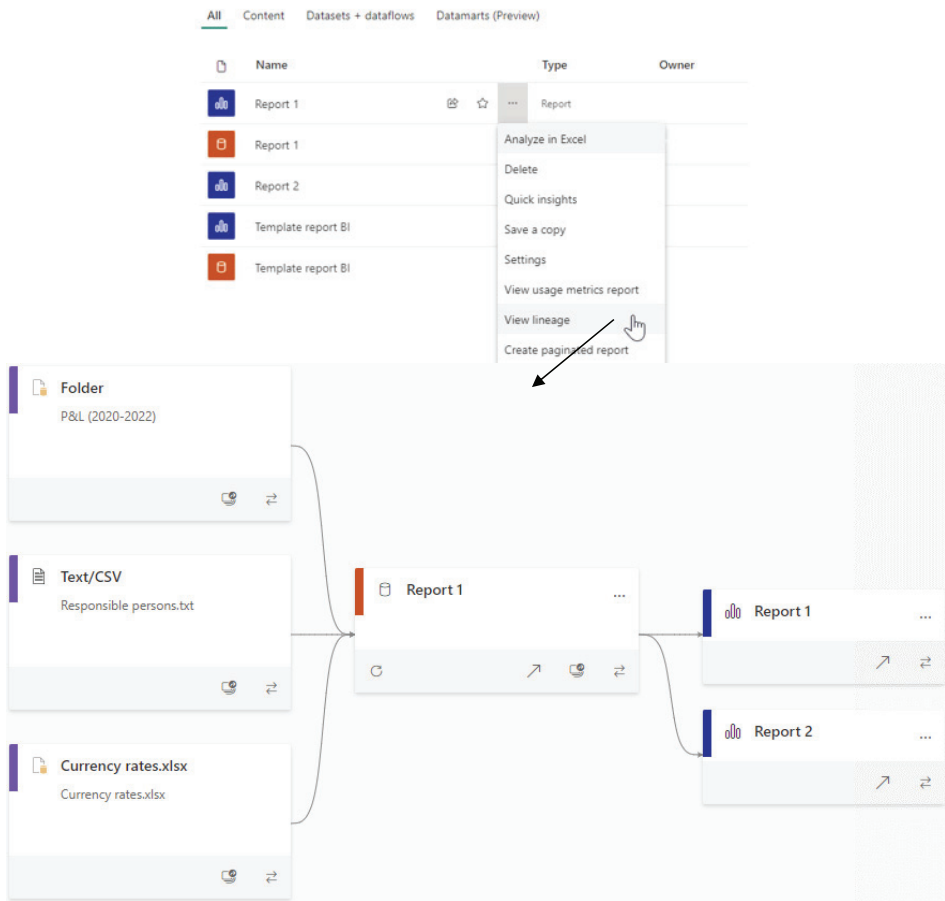 All Content Datasets + dataflows Datamarts (Preview)
Name Type Owner
Report 1 ... Report
Report 1
Report 2
Template report BI
Template report BI
Analyze in Excel
Delete
Quick insights
Save a copy
Settings
View usage metrics report
View lineage
Create paginated report
Folder
P&L (2020-2022)
Text/CSV
Responsible persons.txt
Currency rates.xlsx
Currency rates.xlsx
Report 1 ...
Report 1 ...
Report 2 ...